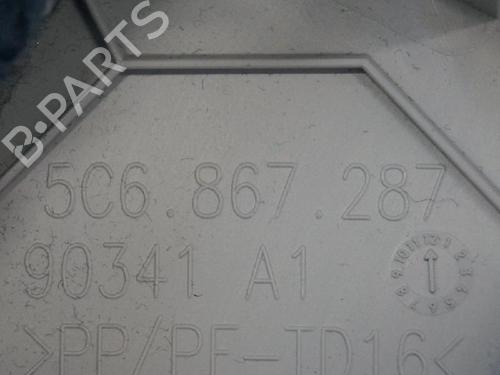 B-PARTS
5C6.867.287
90341 A1
>PP/PE-TD16<